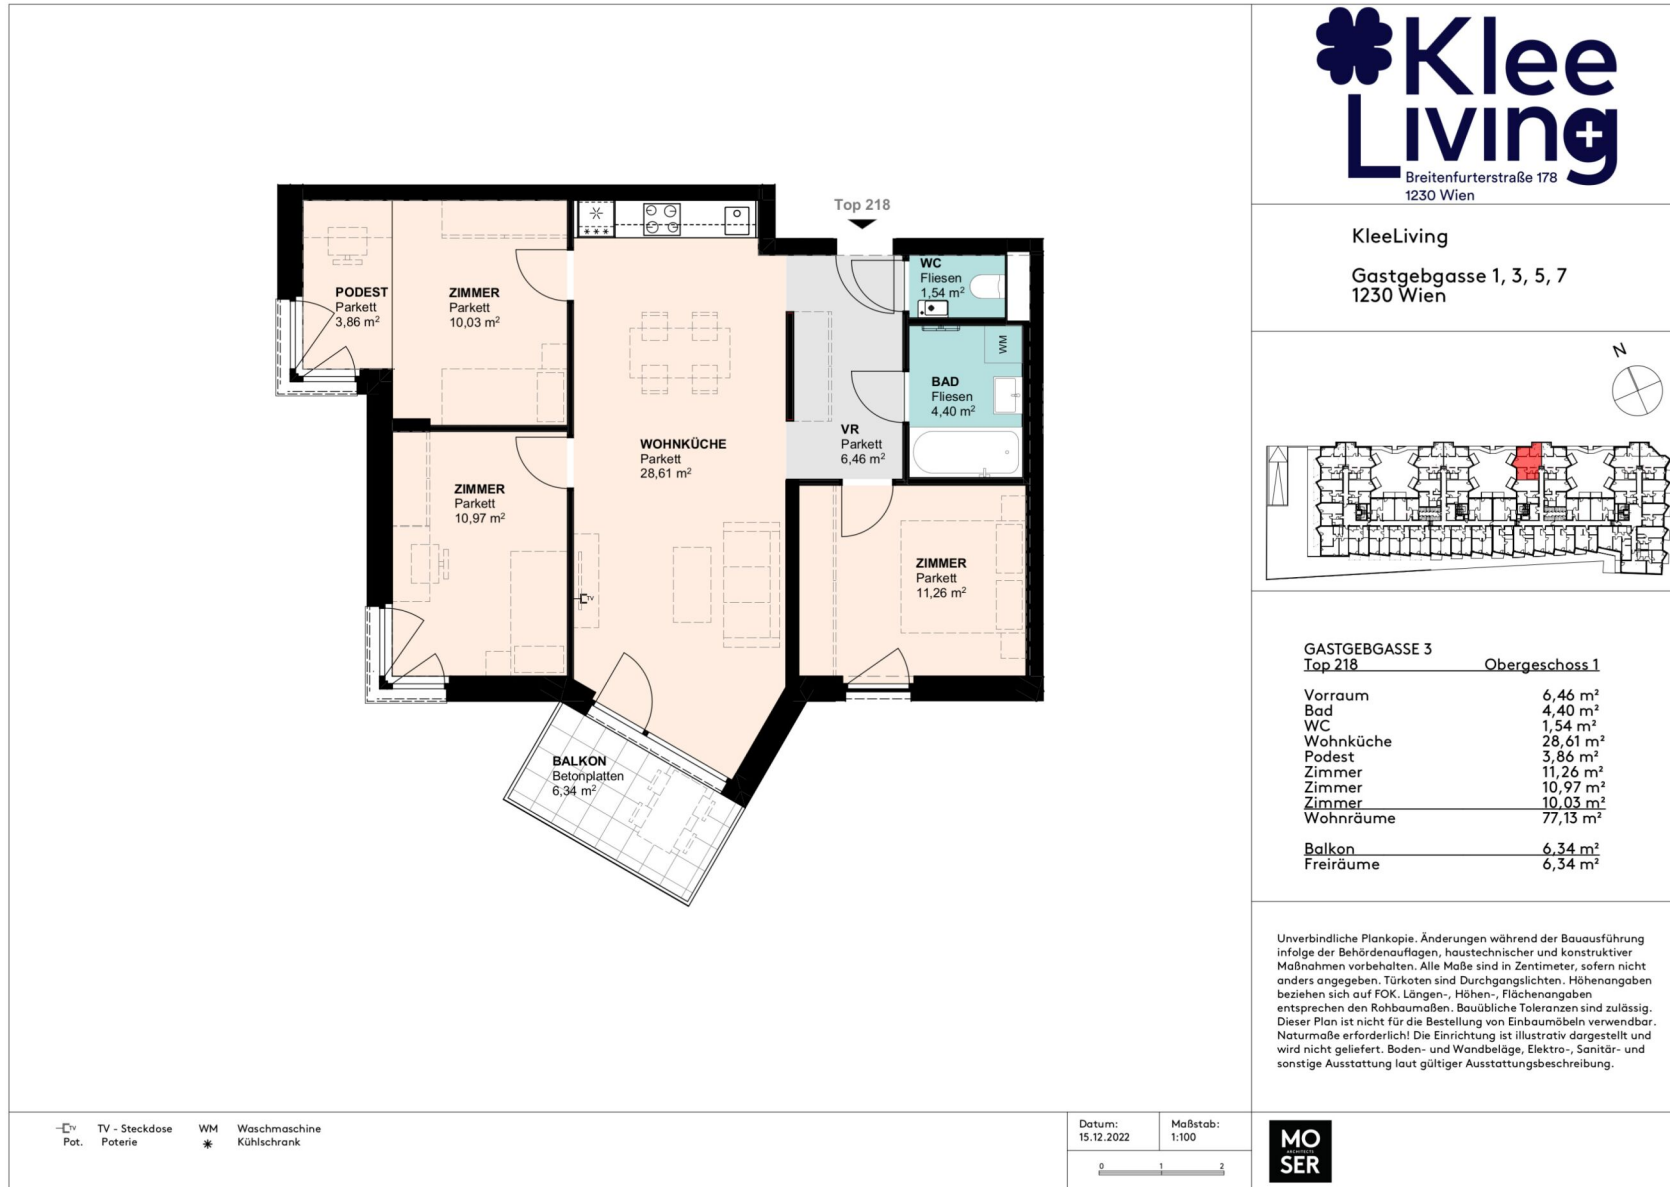 Klee
Living
Breitenfurterstraße 178
1230 Wien
KleeLiving
Gastgebgasse 1, 3, 5, 7
1230 Wien
N
Top 218
PODEST
Parkett
3,86 m²
ZIMMER
Parkett
10,03 m²
WC
Fliesen
1,54 m²
WM
BAD
Fliesen
4,40 m²
VR
Parkett
6,46 m²
WOHNKÜCHE
Parkett
28,61 m²
ZIMMER
Parkett
10,97 m²
TV
ZIMMER
Parkett
11,26 m²
BALKON
Betonplatten
6,34 m²
GASTGEBGASSE 3
Top 218 Obergeschoss 1
Vorraum 6,46 m²
Bad 4,40 m²
WC 1,54 m²
Wohnküche 28,61 m²
Podest 3,86 m²
Zimmer 11,26 m²
Zimmer 10,97 m²
Zimmer 10,03 m²
Wohnräume 77,13 m²
Balkon 6,34 m²
Freiräume 6,34 m²
Unverbindliche Plankopie. Änderungen während der Bauausführung
infolge der Behördenauflagen, haustechnischer und konstruktiver
Maßnahmen vorbehalten. Alle Maße sind in Zentimeter, sofern nicht
anders angegeben. Türkoten sind Durchgangslichten. Höhenangaben
beziehen sich auf FOK. Längen-, Höhen-, Flächenangaben
entsprechen den Rohbaumaßen. Bauübliche Toleranzen sind zulässig.
Dieser Plan ist nicht für die Bestellung von Einbaumöbeln verwendbar.
Naturmaße erforderlich! Die Einrichtung ist illustrativ dargestellt und
wird nicht geliefert. Boden- und Wandbeläge, Elektro-, Sanitär- und
sonstige Ausstattung laut gültiger Ausstattungsbeschreibung.
TV TV - Steckdose WM Waschmaschine
Pot. Poterie Kühlschrank
Datum:
15.12.2022
Maßstab:
1:100
0 1 2
MO
ARCHITECTS
SER